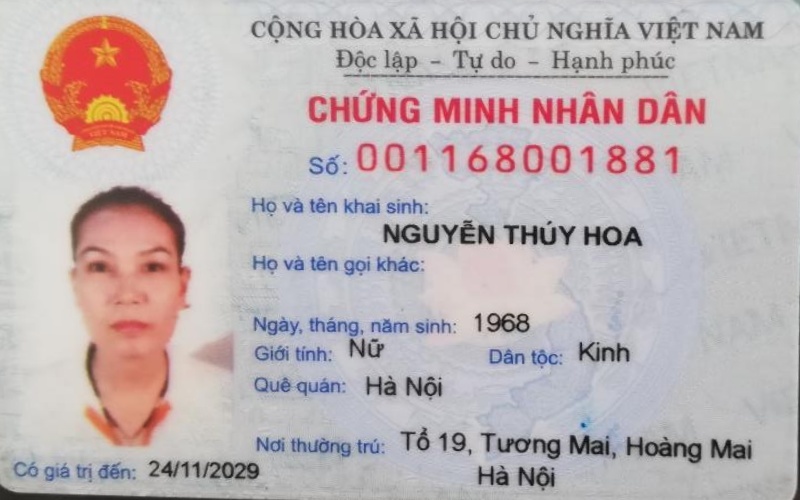 CỘNG HÒA XÃ HỘI CHỦ NGHĨA VIỆT NAM
Độc lập - Tự do - Hạnh phúc
CHỨNG MINH NHÂN DÂN
Số: 001168001881
Họ và tên khai sinh:
NGUYỄN THÚY HOA
Họ và tên gọi khác:
Ngày, tháng, năm sinh: 1968
Giới tính: Nữ Dân tộc: Kinh
Quê quán: Hà Nội
Nơi thường trú: Tổ 19, Tương Mai, Hoàng Mai
Hà Nội
Có giá trị đến: 24/11/2029
VIỆT NAM